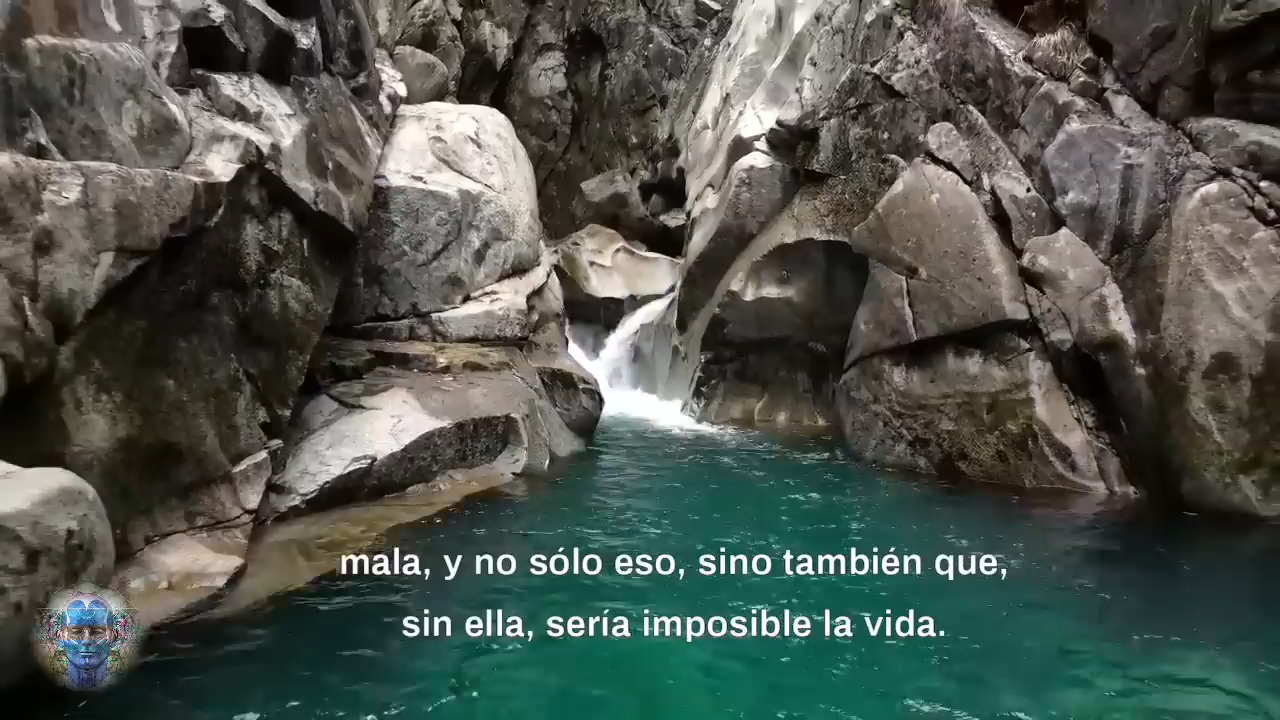 mala, y no sólo eso, sino también que,
sin ella, sería imposible la vida.